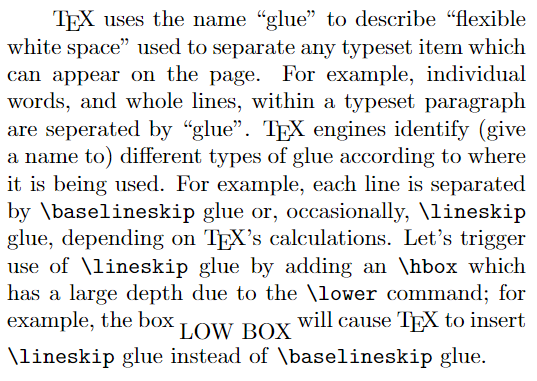 TEX uses the name “glue” to describe “flexible
white space” used to separate any typeset item which
can appear on the page. For example, individual
words, and whole lines, within a typeset paragraph
are seperated by “glue”. TEX engines identify (give
a name to) different types of glue according to where
it is being used. For example, each line is separated
by \baselineskip glue or, occasionally, \lineskip
glue, depending on TEX’s calculations. Let’s trigger
use of \lineskip glue by adding an \hbox which
has a large depth due to the \lower command; for
example, the box LOW BOX will cause TEX to insert
\lineskip glue instead of \baselineskip glue.